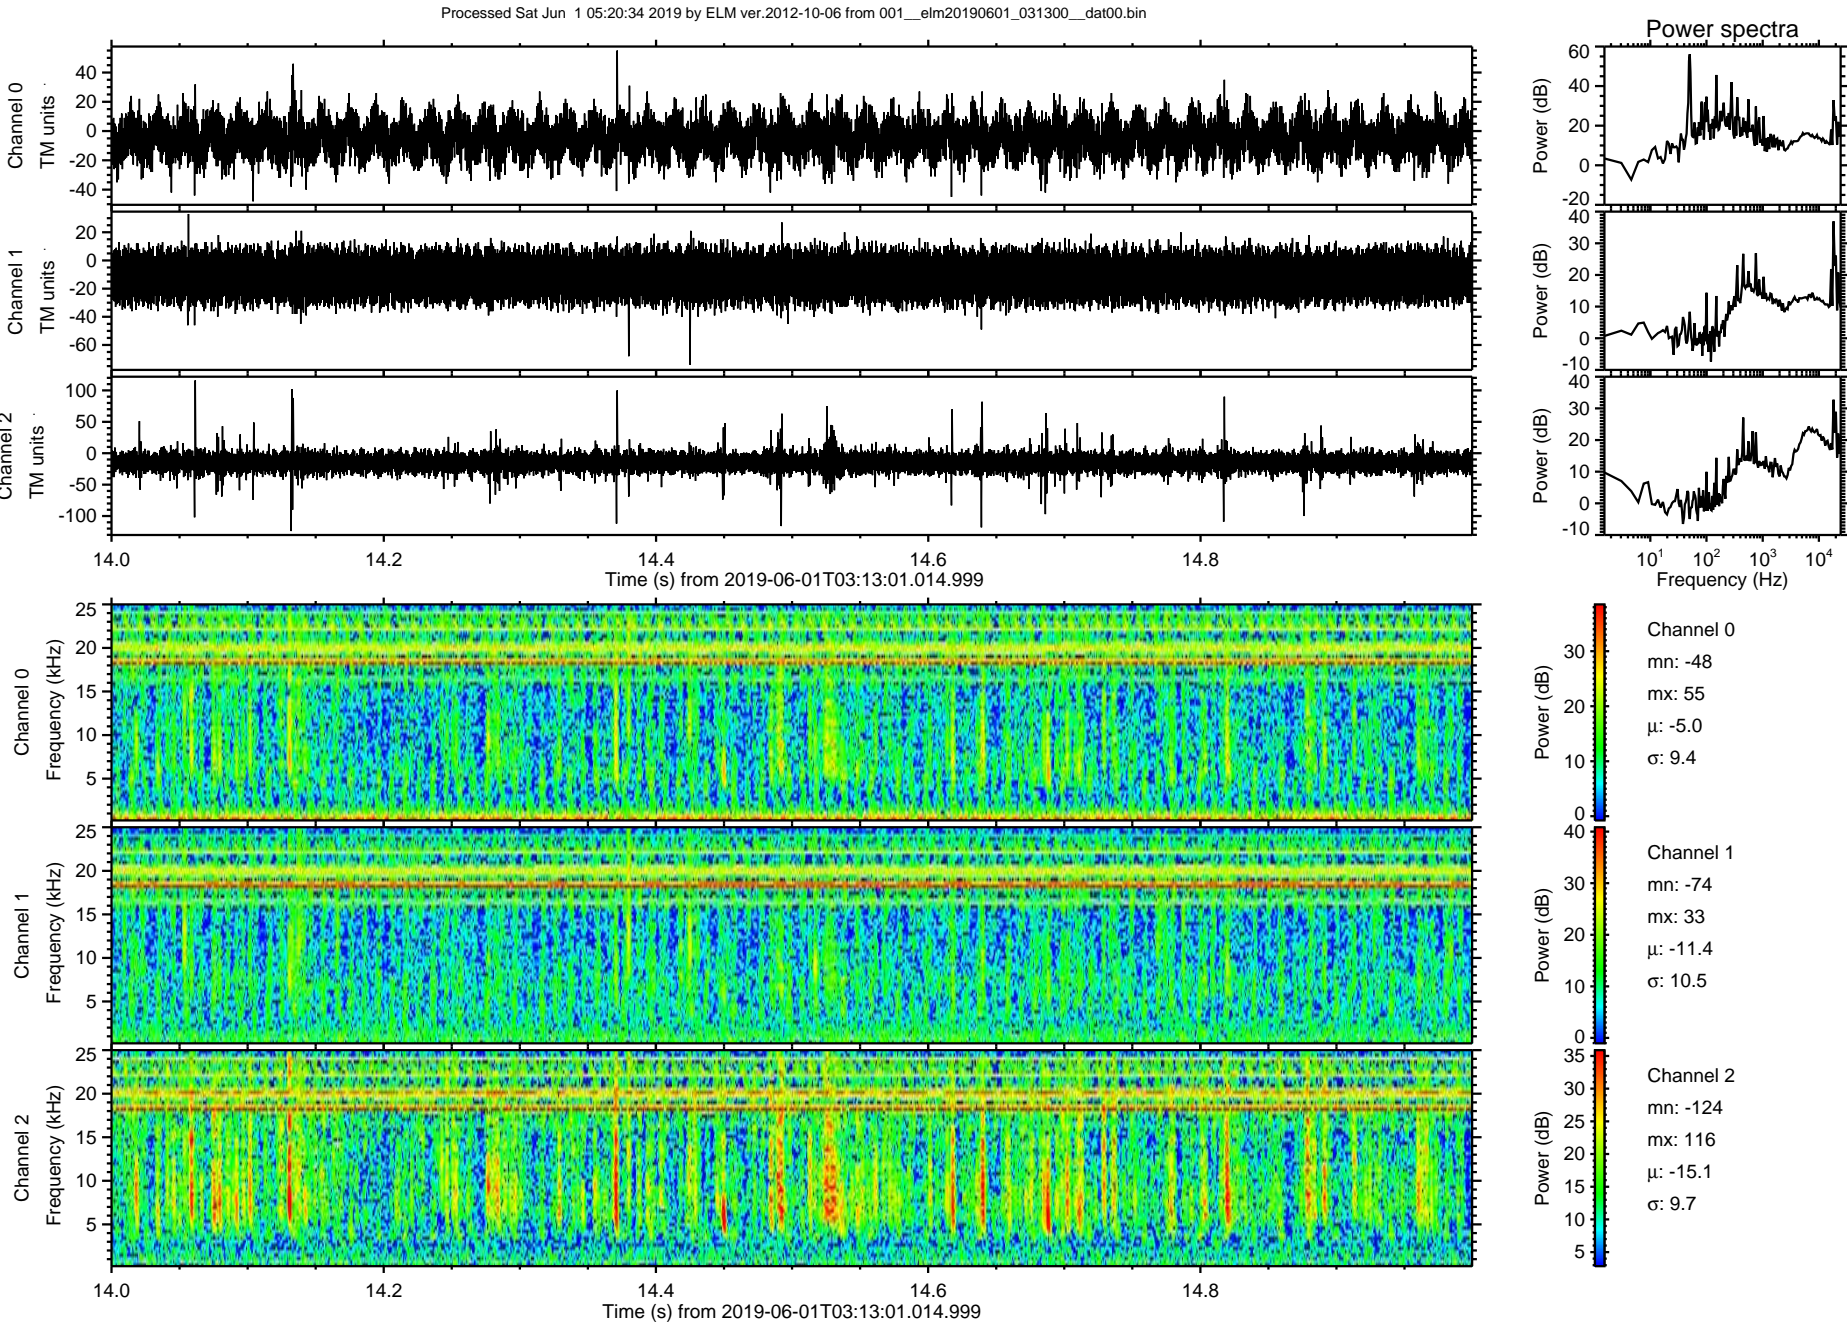 Processed Sat Jun  1 05:20:34 2019 by ELM ver.2012-10-06 from 001__elm20190601_031300__dat00.bin
Power spectra
Channel 0
TM units
40
20
0
-20
-40
Power (dB)
60
40
20
0
-20
Channel 1
TM units
20
0
-20
-40
-60
Power (dB)
40
30
20
10
0
-10
Channel 2
TM units
100
50
0
-50
-100
Power (dB)
40
30
20
10
0
-10
14.0 14.2 14.4 14.6 14.8
Time (s) from 2019-06-01T03:13:01.014.999
10^1 10^2 10^3 10^4
Frequency (Hz)
Channel 0
Frequency (kHz)
25
20
15
10
5
Power (dB)
30
20
10
0
Channel 0
mn: -48
mx: 55
μ: -5.0
σ: 9.4
Channel 1
Frequency (kHz)
25
20
15
10
5
Power (dB)
40
30
20
10
0
Channel 1
mn: -74
mx: 33
μ: -11.4
σ: 10.5
Channel 2
Frequency (kHz)
25
20
15
10
5
Power (dB)
35
30
25
20
15
10
5
Channel 2
mn: -124
mx: 116
μ: -15.1
σ: 9.7
14.0 14.2 14.4 14.6 14.8
Time (s) from 2019-06-01T03:13:01.014.999